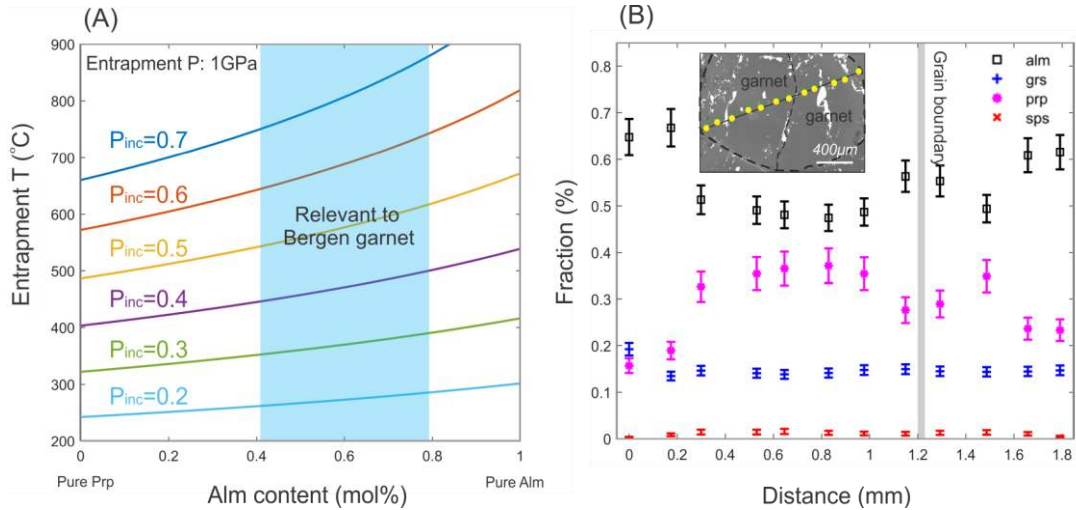 (A)
Entrapment P: 1GPa
Pinc=0.7
Pinc=0.6
Pinc=0.5
Pinc=0.4
Pinc=0.3
Pinc=0.2
Relevant to
Bergen garnet
Entrapment T (°C)
900
800
700
600
500
400
300
200
0 0.2 0.4 0.6 0.8 1
Pure Prp Pure Alm
Alm content (mol%)
(B)
garnet
garnet
400μm
Grain boundary
alm
grs
prp
sps
Fraction (%)
0.8
0.7
0.6
0.5
0.4
0.3
0.2
0.1
0
0 0.2 0.4 0.6 0.8 1 1.2 1.4 1.6 1.8
Distance (mm)